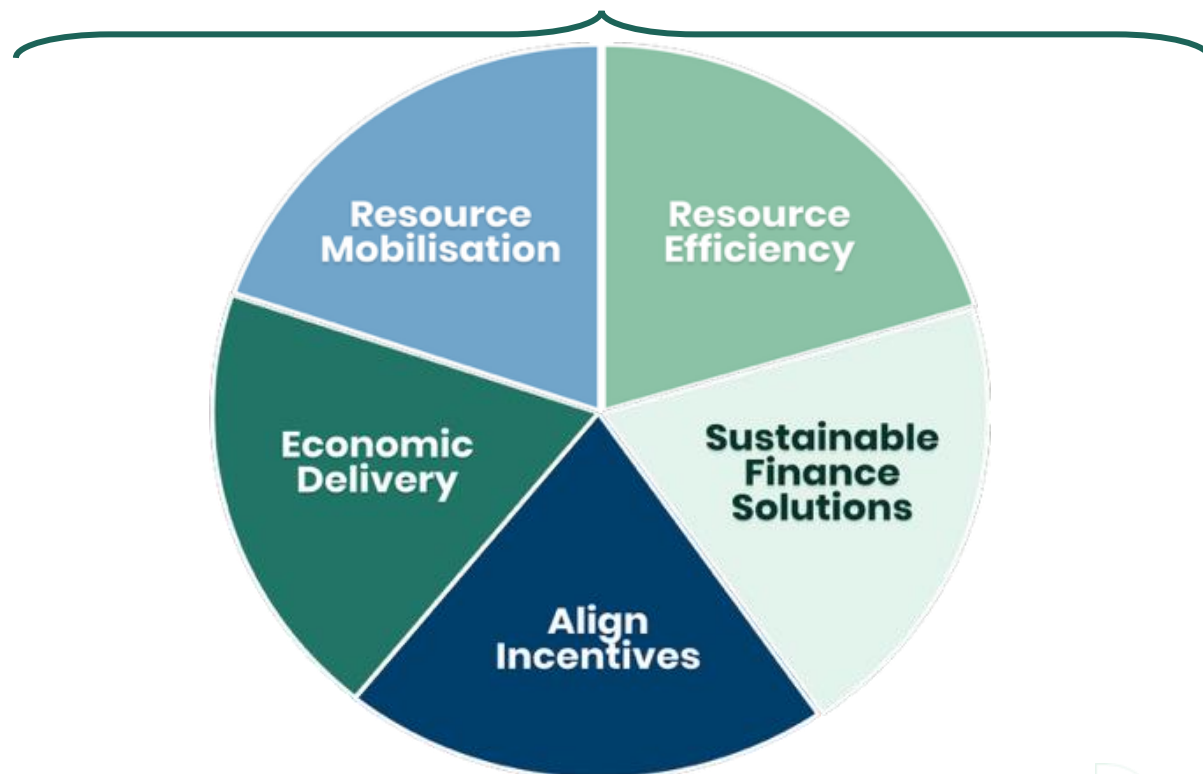 Resource
Mobilisation
Resource
Efficiency
Economic
Delivery
Sustainable
Finance
Solutions
Align
Incentives